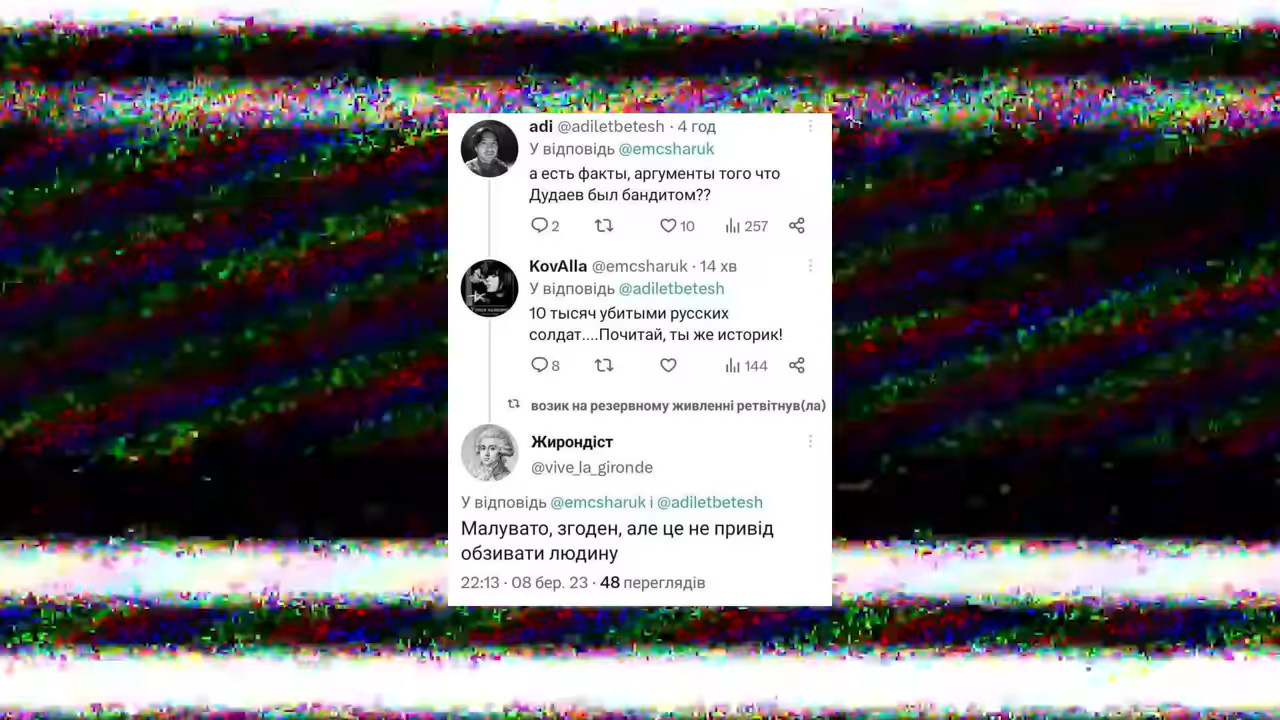 adi @adiletbetesh · 4 год
У відповідь @emcsharuk
а есть факты, аргументы того что
Дудаев был бандитом??
2 10 257
KovAlla @emcsharuk · 14 хв
У відповідь @adiletbetesh
10 тысяч убитыми русских
солдат....Почитай, ты же историк!
8 144
возик на резервному живленні ретвітнув(ла)
Жирондіст
@vive_la_gironde
У відповідь @emcsharuk і @adiletbetesh
Малувато, згоден, але це не привід
обзивати людину
22:13 · 08 бер. 23 · 48 переглядів